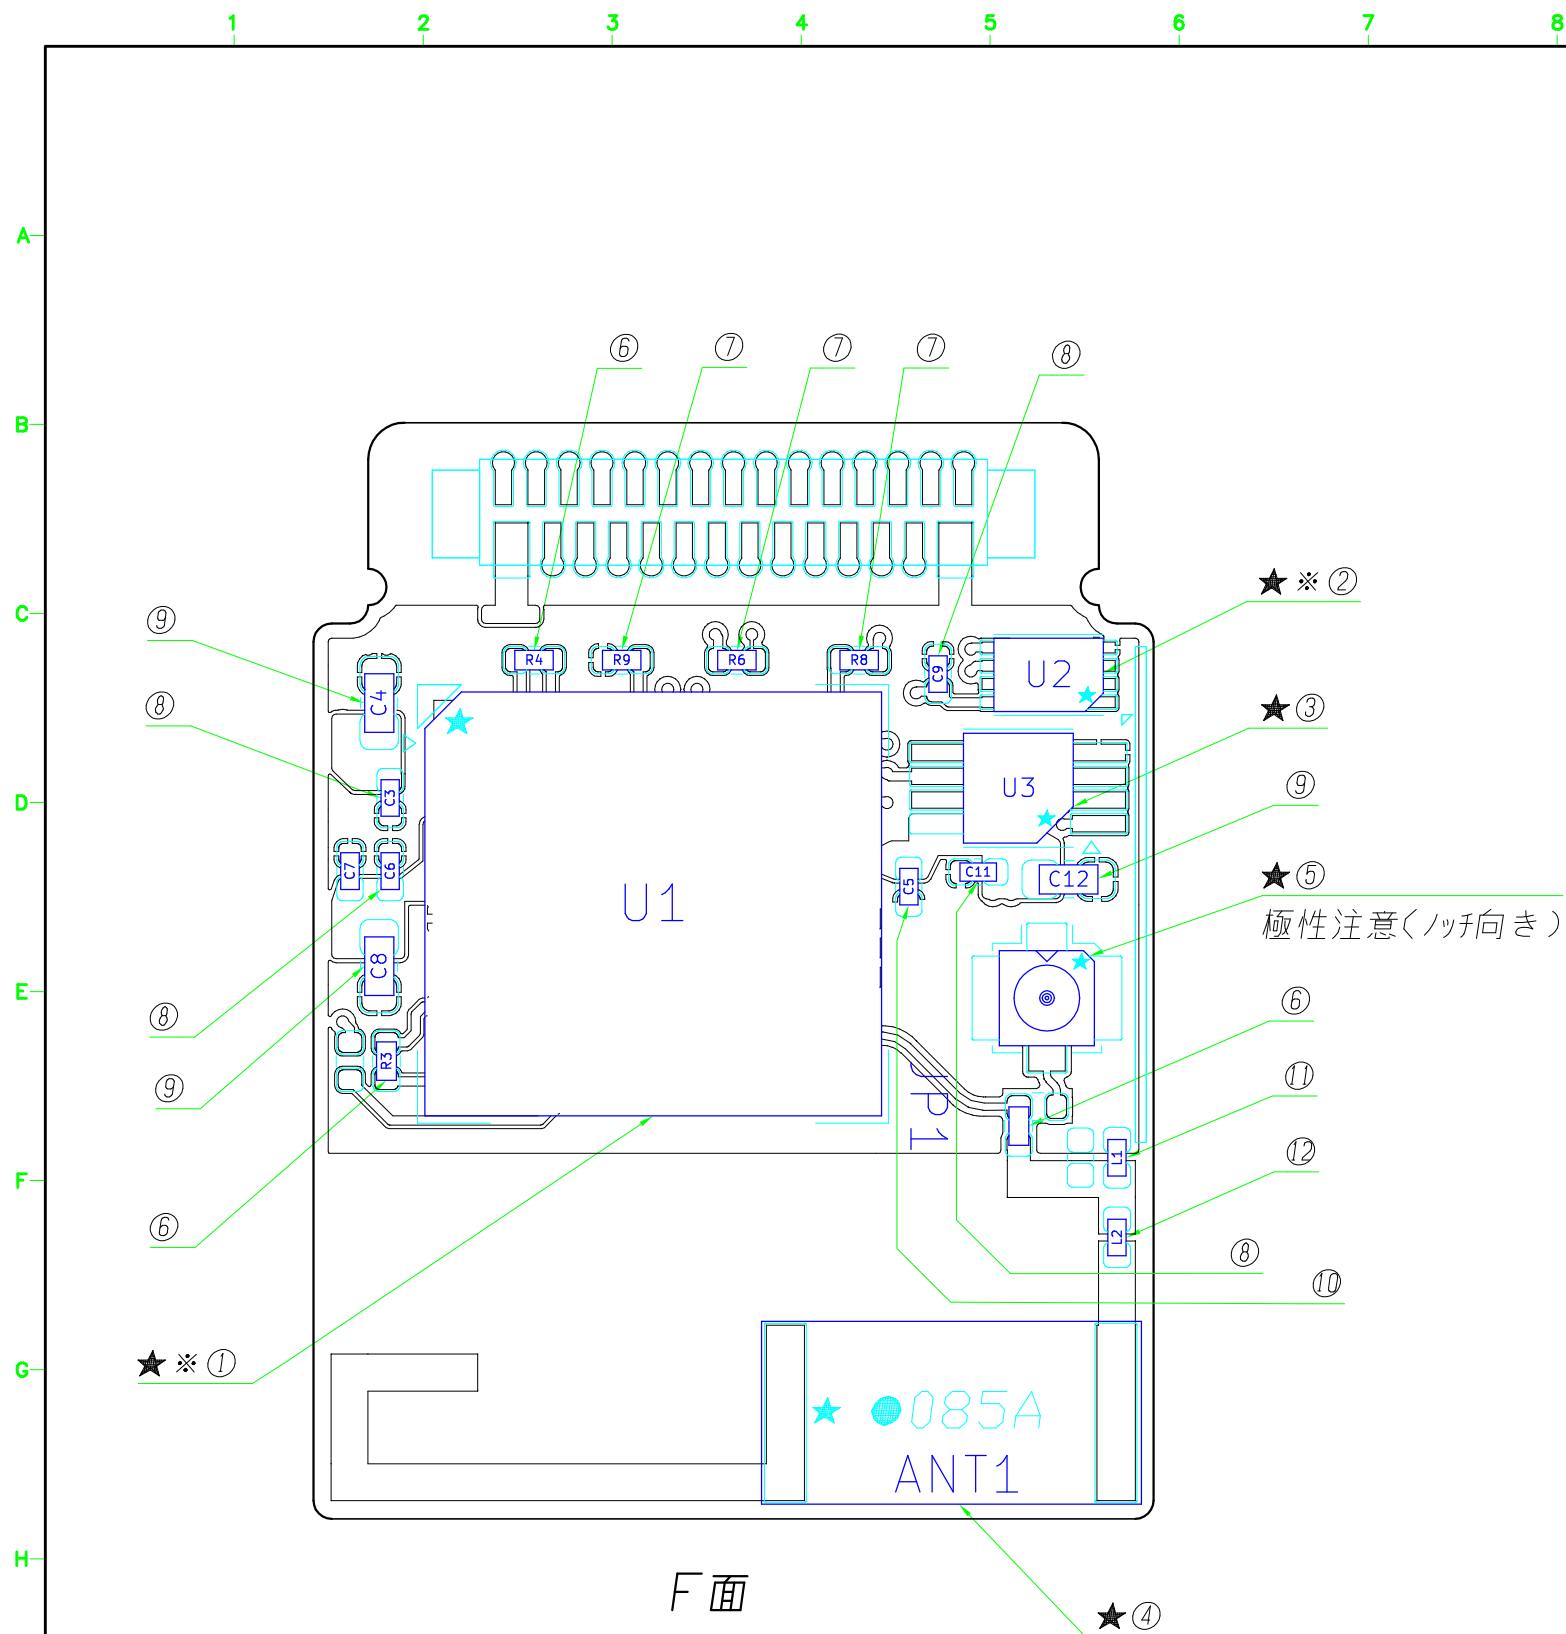 1 2 3 4 5 6 7 8
A
⑥ ⑦ ⑦ ⑦ ⑧
B
★ ※ ②
C
⑨
R4 R9 R6 R8 C9 U2
C4
⑧
★ ③
U3
C3
D
⑨
C7 C6 C5 C11 C12
★ ⑤
U1
極性注意(ノッチ向き)
C8
E
⑧
⑥
R3
⑨
JP1
⑪
L1
⑫
F
⑥
L2
⑧
⑩
★ ※ ①
G
★ ●085A
ANT1
H
F面
★ ④